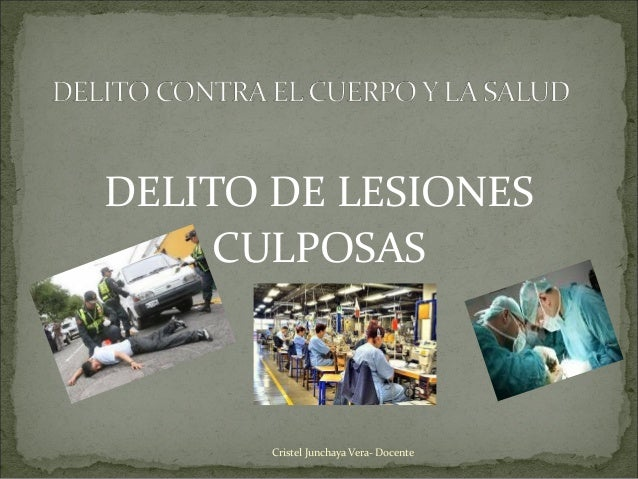 DELITO CONTRA EL CUERPO Y LA SALUD
DELITO DE LESIONES
CULPOSAS
Cristel Junchaya Vera- Docente